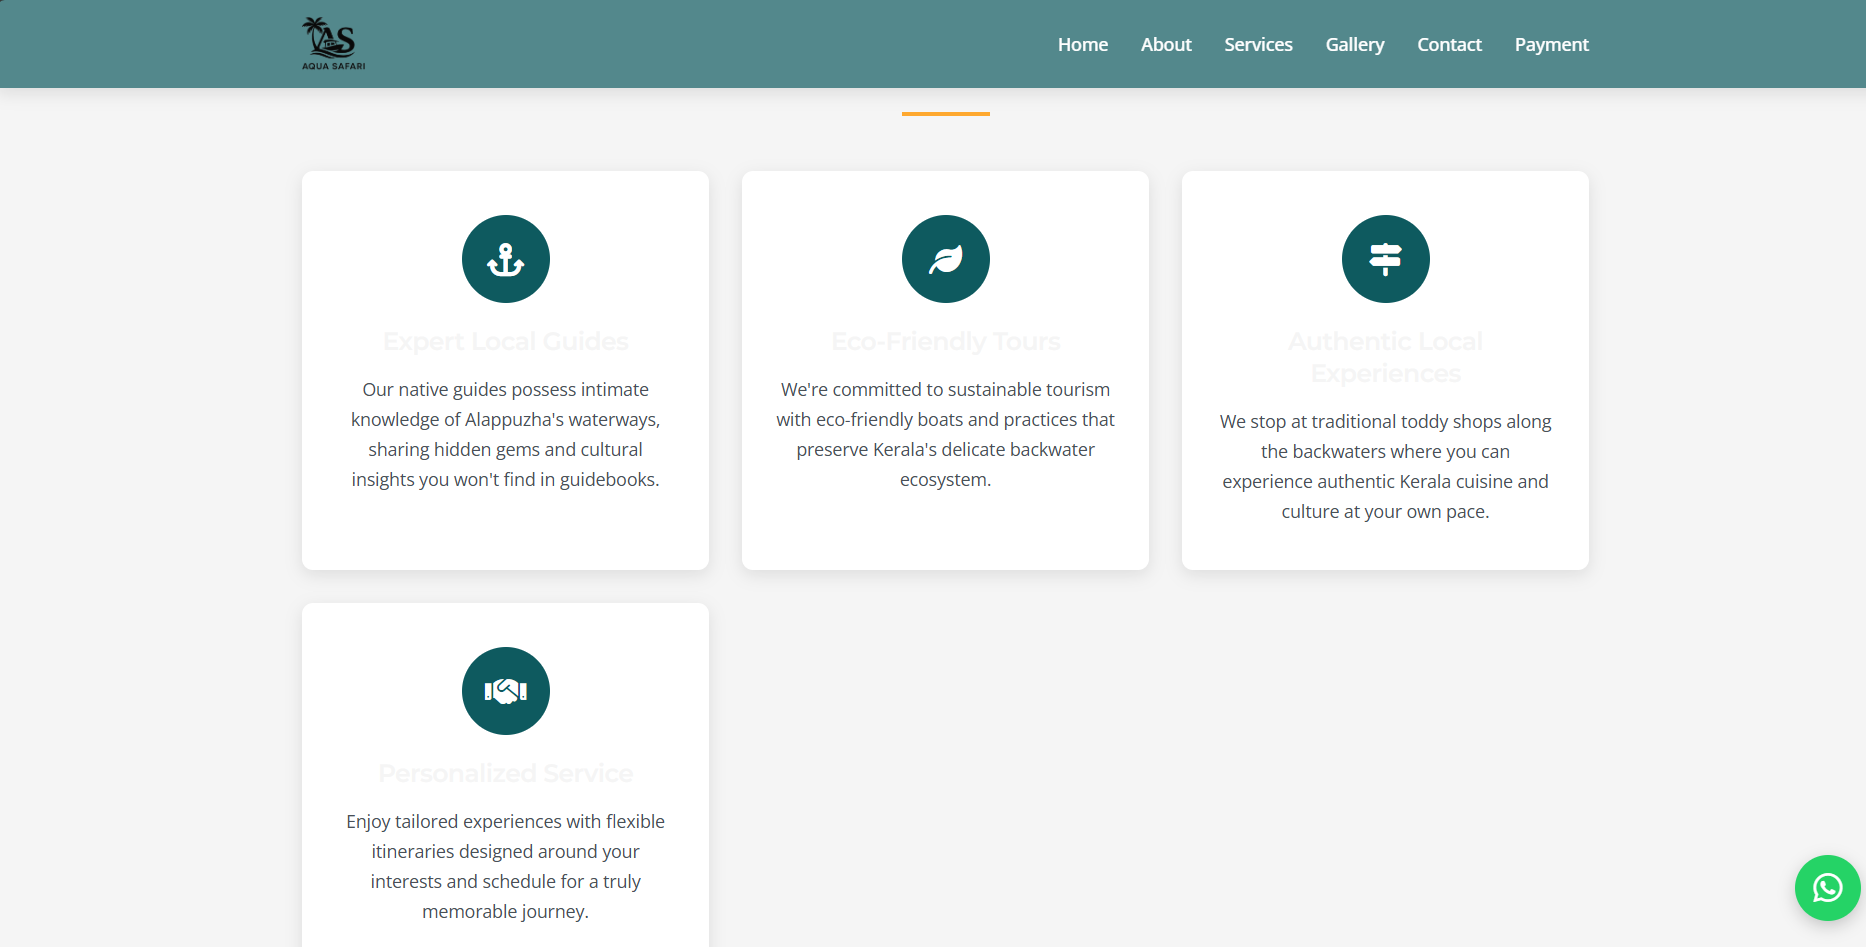 AS
AQUA SAFARI
Home About Services Gallery Contact Payment
Expert Local Guides
Our native guides possess intimate
knowledge of Alappuzha's waterways,
sharing hidden gems and cultural
insights you won't find in guidebooks.
Eco-Friendly Tours
We're committed to sustainable tourism
with eco-friendly boats and practices that
preserve Kerala's delicate backwater
ecosystem.
Authentic Local
Experiences
We stop at traditional toddy shops along
the backwaters where you can
experience authentic Kerala cuisine and
culture at your own pace.
Personalized Service
Enjoy tailored experiences with flexible
itineraries designed around your
interests and schedule for a truly
memorable journey.